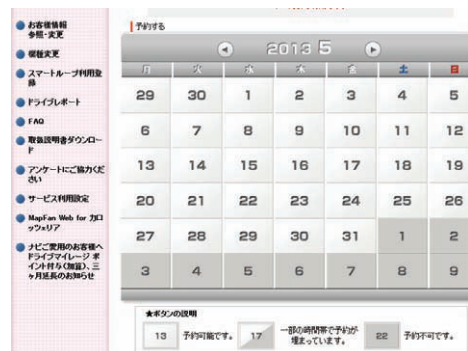 お客様情報
参照・変更
機種変更
スマートループ利用登
録
ドライブレポート
FAQ
取扱説明書ダウンロー
ド
アンケートにご協力くだ
さい
サービス利用設定
MapFan Web for カロ
ッツェリア
ナビご愛用のお客様へ
ドライブマイレージ ポ
イント付与(加算)、三
ヶ月延長のお知らせ
予約する
2013 5
月 火 水 木 金 土 日
29 30 1 2 3 4 5
6 7 8 9 10 11 12
13 14 15 16 17 18 19
20 21 22 23 24 25 26
27 28 29 30 31 1 2
3 4 5 6 7 8 9
★ボタンの説明
13 予約可能です。 17 一部の時間帯で予約が
埋まっています。 22 予約不可です。